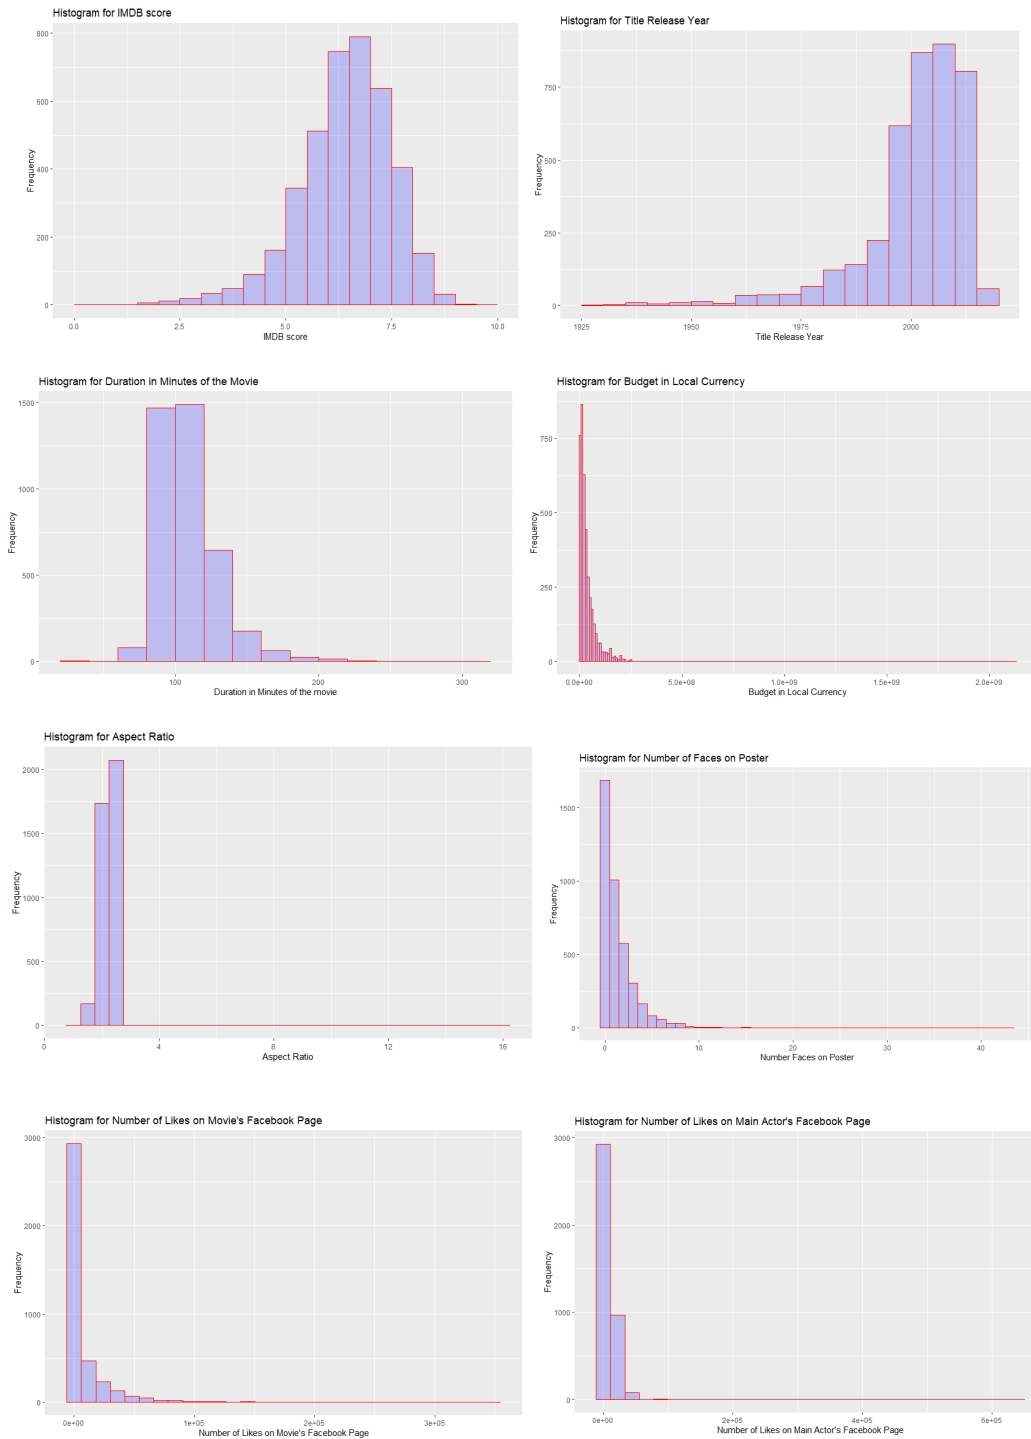 Histogram for IMDB score
800
600
400
200
0
Frequency
0.0 2.5 5.0 7.5 10.0
IMDB score
Histogram for Title Release Year
750
500
250
0
Frequency
1925 1950 1975 2000
Title Release Year
Histogram for Duration in Minutes of the Movie
1500
1000
500
0
Frequency
100 200 300
Duration in Minutes of the movie
Histogram for Budget in Local Currency
750
500
250
0
Frequency
0.0e+00 5.0e+08 1.0e+09 1.5e+09 2.0e+09
Budget in Local Currency
Histogram for Aspect Ratio
2000
1500
1000
500
0
Frequency
0 4 8 12 16
Aspect Ratio
Histogram for Number of Faces on Poster
1500
1000
500
0
Frequency
0 10 20 30 40
Number Faces on Poster
Histogram for Number of Likes on Movie's Facebook Page
3000
2000
1000
0
Frequency
0e+00 1e+05 2e+05 3e+05
Number of Likes on Movie's Facebook Page
Histogram for Number of Likes on Main Actor's Facebook Page
3000
2000
1000
0
Frequency
0e+00 2e+05 4e+05 6e+05
Number of Likes on Main Actor's Facebook Page